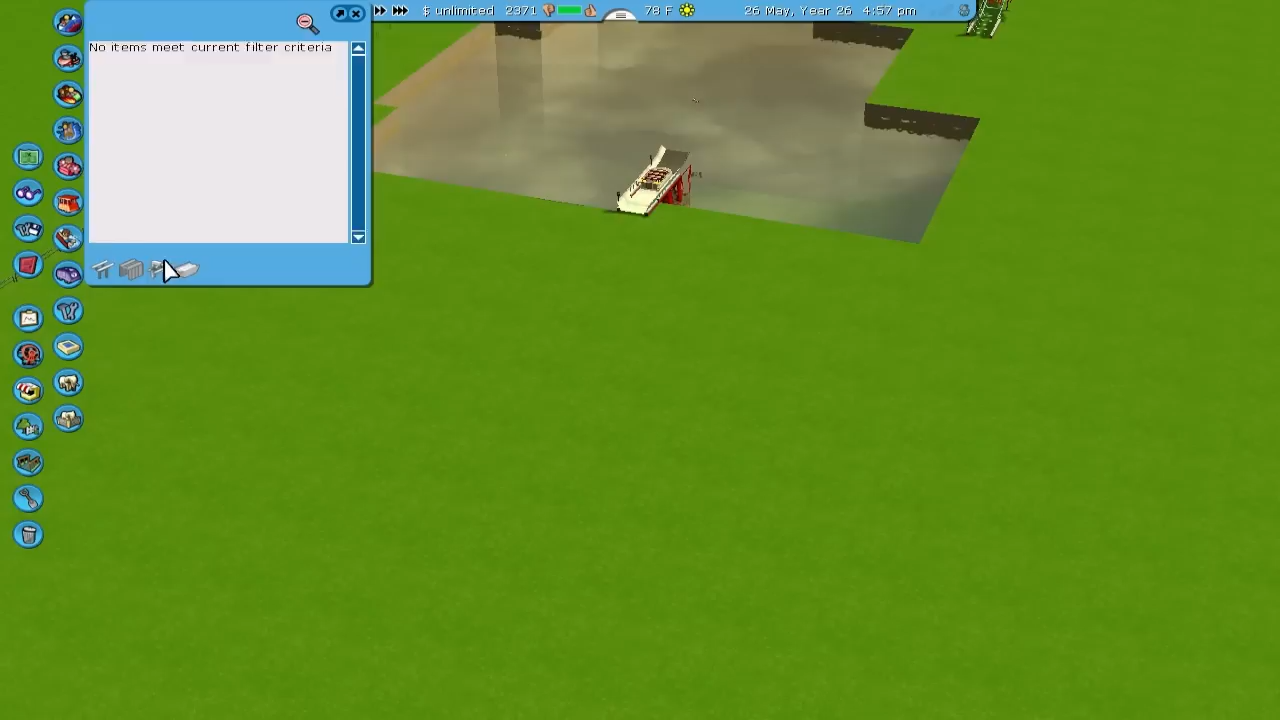 $ unlimited 2371 78 F 26 May, Year 26 4:57 pm
No items meet current filter criteria